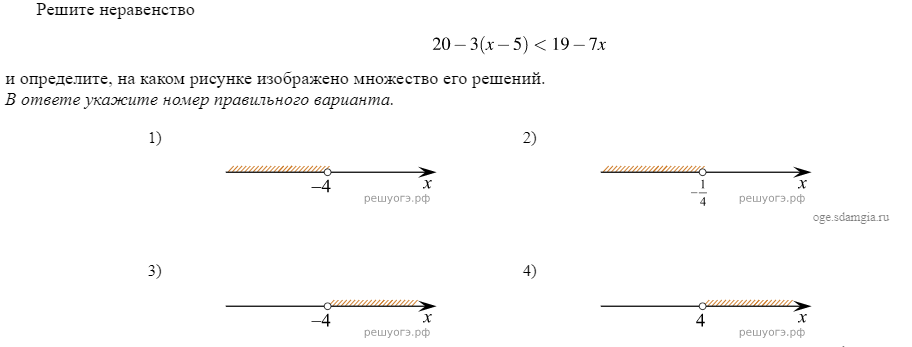 Решите неравенство
20 − 3(x − 5) < 19 − 7x
и определите, на каком рисунке изображено множество его решений.
В ответе укажите номер правильного варианта.
1) 2)
−4 x −1/4 x
решуогэ.рф решуогэ.рф
oge.sdamgia.ru
3) 4)
−4 x 4 x
решуогэ.рф решуогэ.рф